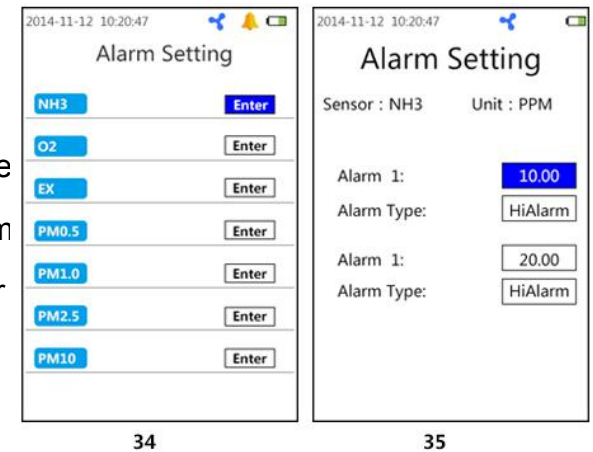 2014-11-12 10:20:47
Alarm Setting
NH3 Enter
O2 Enter
EX Enter
PM0.5 Enter
PM1.0 Enter
PM2.5 Enter
PM10 Enter
34
2014-11-12 10:20:47
Alarm Setting
Sensor : NH3 Unit : PPM
Alarm 1: 10.00
Alarm Type: HiAlarm
Alarm 1: 20.00
Alarm Type: HiAlarm
35